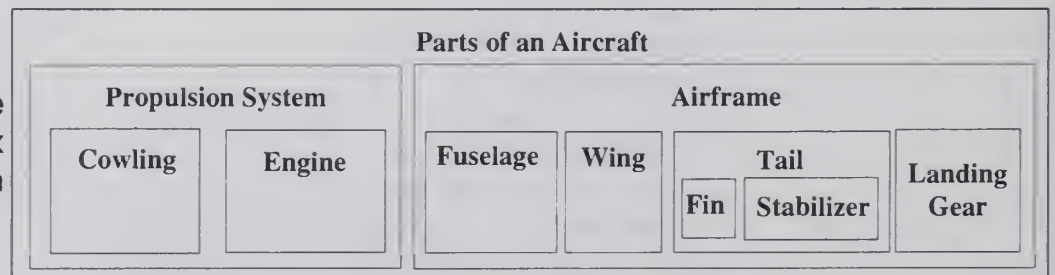 Parts of an Aircraft
Propulsion System
Cowling
Engine
Airframe
Fuselage
Wing
Tail
Fin
Stabilizer
Landing
Gear